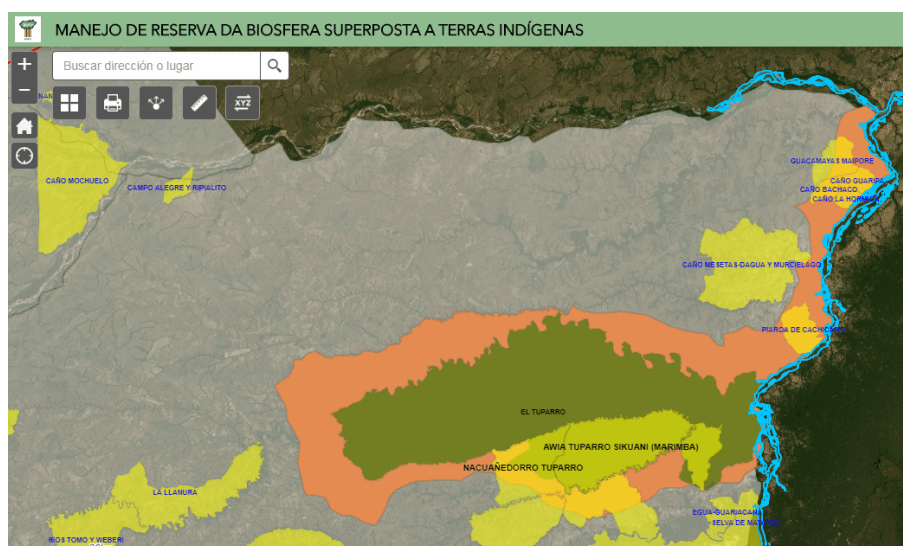 MANEJO DE RESERVA DA BIOSFERA SUPERPOSTA A TERRAS INDÍGENAS
+
Buscar dirección o lugar
−
XYZ
GUACAMAYAS MAIPORE
CAÑO MOCHUELO
CAMPO ALEGRE Y RIPIALITO
CAÑO GUARIPA
CAÑO BACHACO
CAÑO LA HORMIGA
CAÑO MESETAS-DAGUA Y MURCIELAGO
PIAROA DE
EL TUPARRO
AWIA TUPARRO SIKUANI (MARIMBA)
NACUAÑEDORRO TUPARRO
LA LLANURA
EGUA-GUARIACANA
SELVA DE
RIOS TOMO Y WEBERI